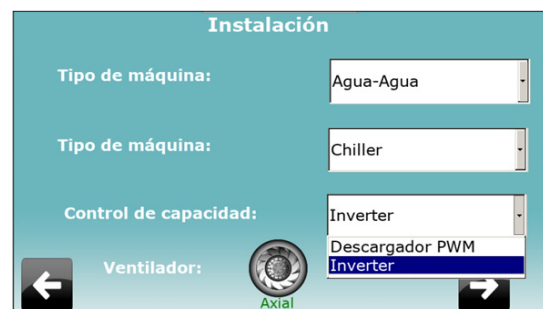 Instalación
Tipo de máquina: Agua-Agua
Tipo de máquina: Chiller
Control de capacidad: Inverter
Descargador PWM
Inverter
Ventilador:
Axial